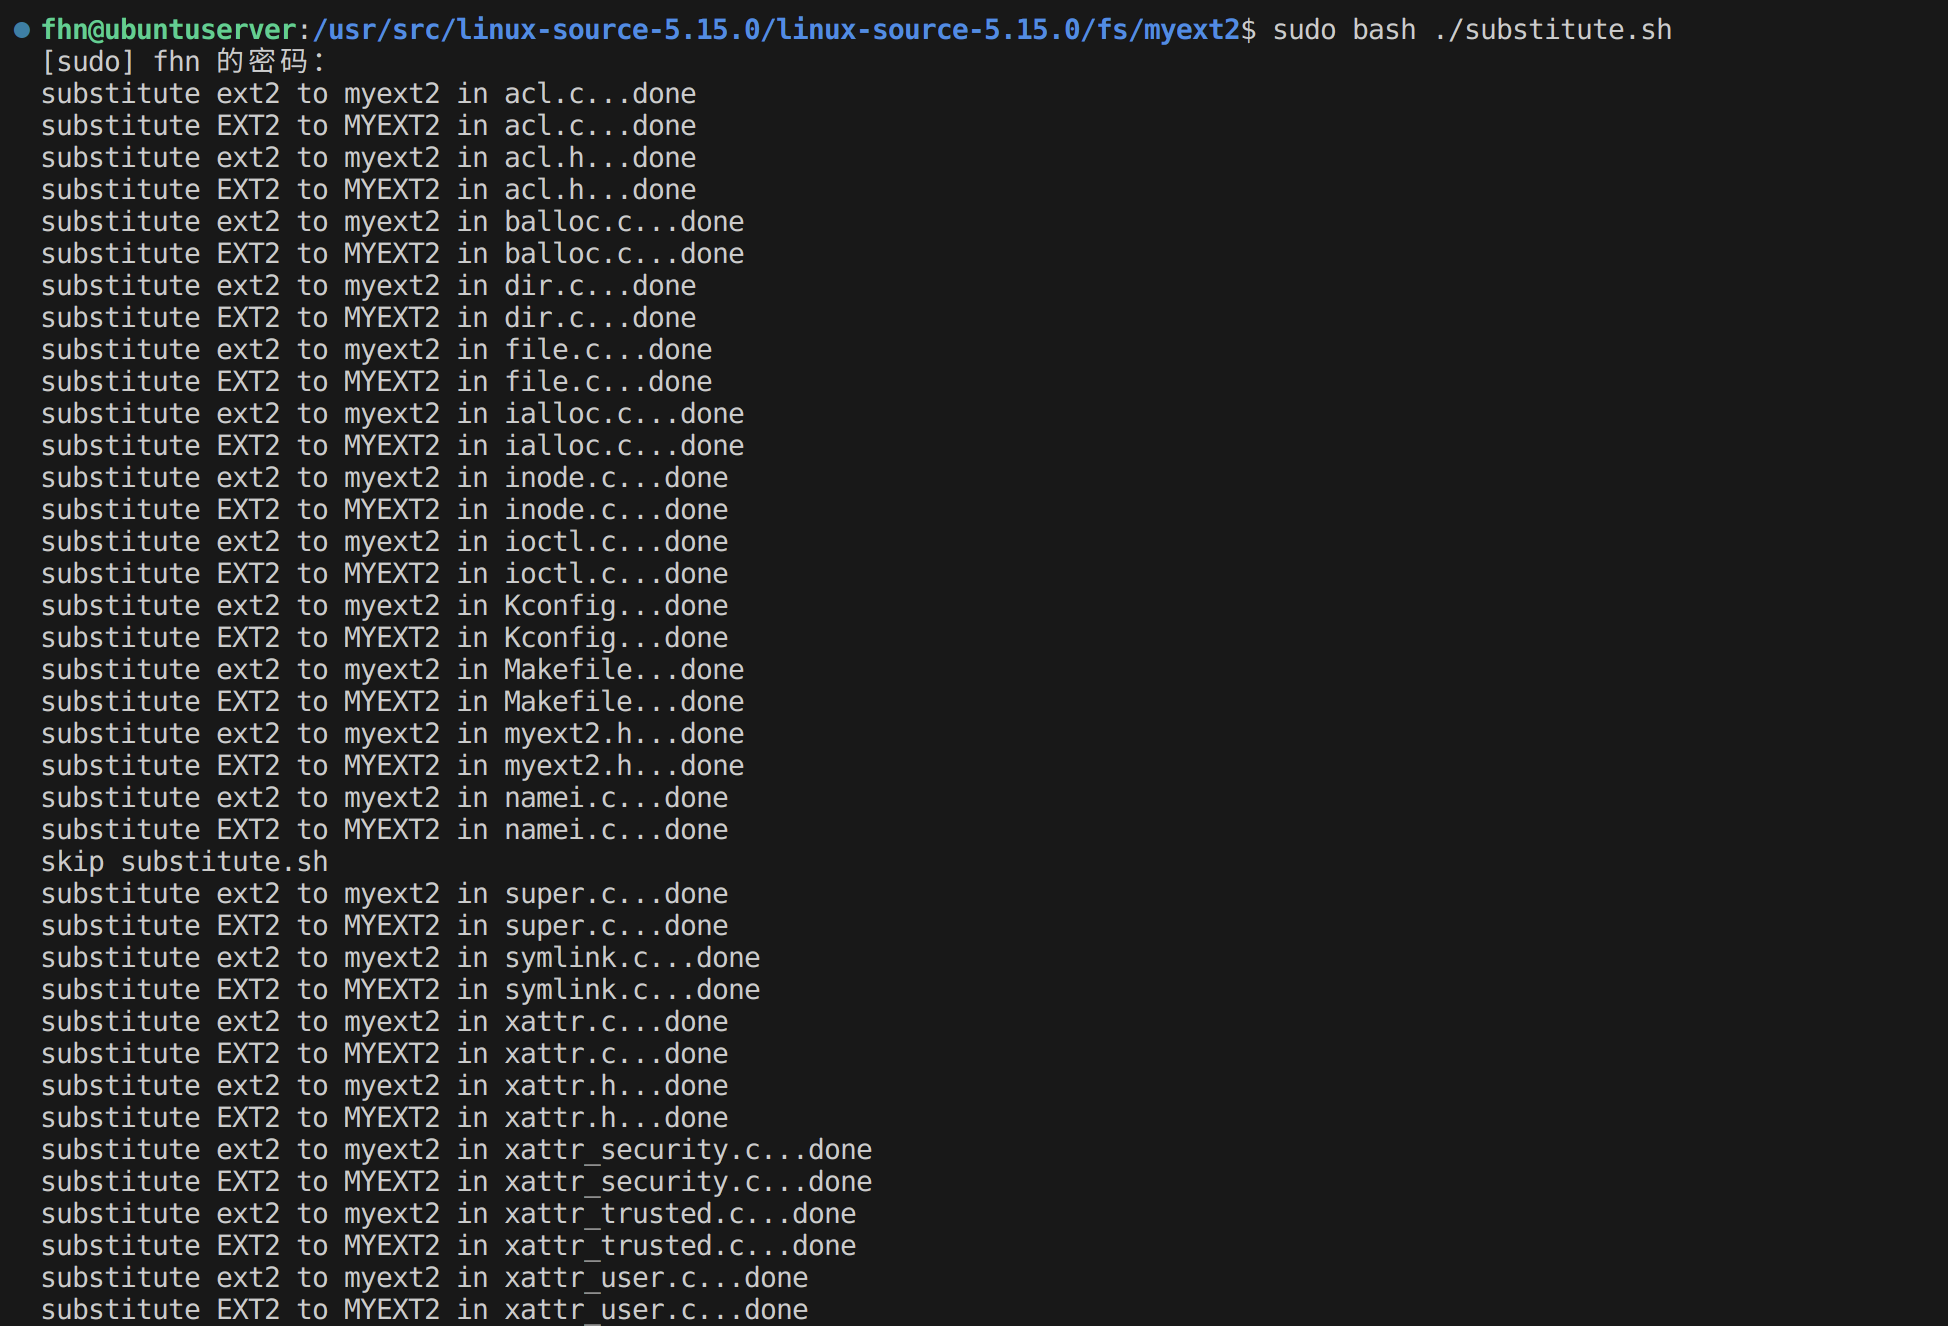 fhn@ubuntuserver:/usr/src/linux-source-5.15.0/linux-source-5.15.0/fs/myext2$ sudo bash ./substitute.sh
[sudo] fhn 的密码：
substitute ext2 to myext2 in acl.c...done
substitute EXT2 to MYEXT2 in acl.c...done
substitute ext2 to myext2 in acl.h...done
substitute EXT2 to MYEXT2 in acl.h...done
substitute ext2 to myext2 in balloc.c...done
substitute EXT2 to MYEXT2 in balloc.c...done
substitute ext2 to myext2 in dir.c...done
substitute EXT2 to MYEXT2 in dir.c...done
substitute ext2 to myext2 in file.c...done
substitute EXT2 to MYEXT2 in file.c...done
substitute ext2 to myext2 in ialloc.c...done
substitute EXT2 to MYEXT2 in ialloc.c...done
substitute ext2 to myext2 in inode.c...done
substitute EXT2 to MYEXT2 in inode.c...done
substitute ext2 to myext2 in ioctl.c...done
substitute EXT2 to MYEXT2 in ioctl.c...done
substitute ext2 to myext2 in Kconfig...done
substitute EXT2 to MYEXT2 in Kconfig...done
substitute ext2 to myext2 in Makefile...done
substitute EXT2 to MYEXT2 in Makefile...done
substitute ext2 to myext2 in myext2.h...done
substitute EXT2 to MYEXT2 in myext2.h...done
substitute ext2 to myext2 in namei.c...done
substitute EXT2 to MYEXT2 in namei.c...done
skip substitute.sh
substitute ext2 to myext2 in super.c...done
substitute EXT2 to MYEXT2 in super.c...done
substitute ext2 to myext2 in symlink.c...done
substitute EXT2 to MYEXT2 in symlink.c...done
substitute ext2 to myext2 in xattr.c...done
substitute EXT2 to MYEXT2 in xattr.c...done
substitute ext2 to myext2 in xattr.h...done
substitute EXT2 to MYEXT2 in xattr.h...done
substitute ext2 to myext2 in xattr_security.c...done
substitute EXT2 to MYEXT2 in xattr_security.c...done
substitute ext2 to myext2 in xattr_trusted.c...done
substitute EXT2 to MYEXT2 in xattr_trusted.c...done
substitute ext2 to myext2 in xattr_user.c...done
substitute EXT2 to MYEXT2 in xattr_user.c...done